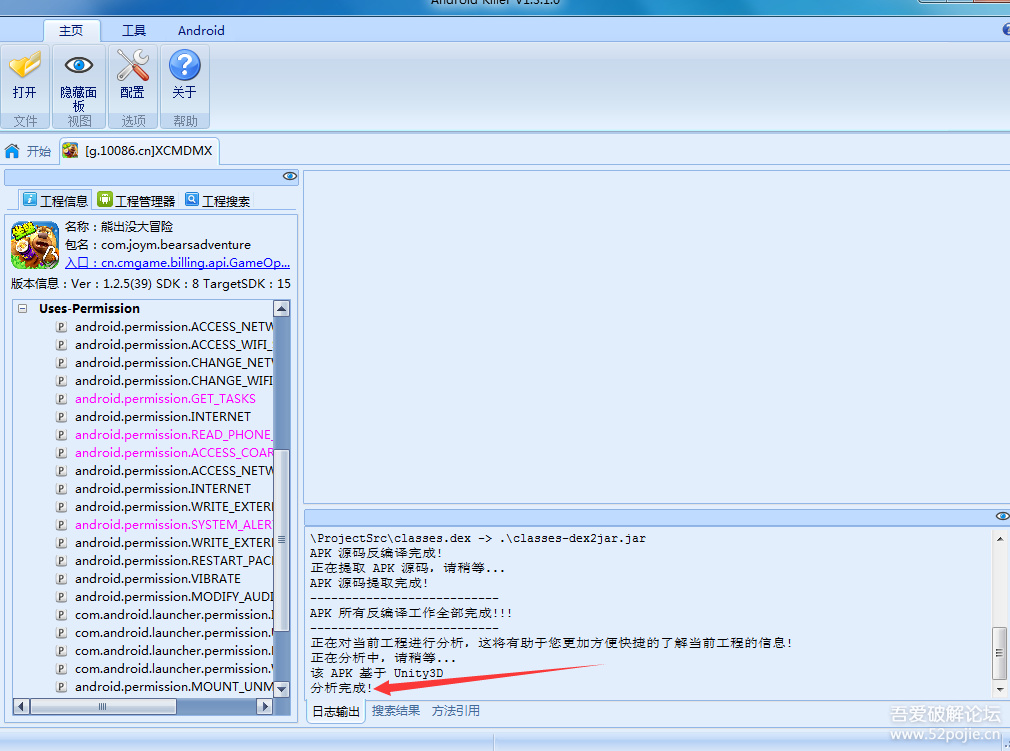 Android Killer V1.3.1.0
主页 工具 Android
打开
隐藏面板
配置
关于
文件
视图
选项
帮助
开始 [g.10086.cn]XCMDMX
工程信息 工程管理器 工程搜索
名称：熊出没大冒险
包名：com.joym.bearsadventure
入口：cn.cmgame.billing.api.GameOp...
版本信息：Ver：1.2.5(39) SDK：8 TargetSDK：15
Uses-Permission
android.permission.ACCESS_NETW
android.permission.ACCESS_WIFI_
android.permission.CHANGE_NETW
android.permission.CHANGE_WIFI
android.permission.GET_TASKS
android.permission.INTERNET
android.permission.READ_PHONE_
android.permission.ACCESS_COAR
android.permission.ACCESS_NETW
android.permission.INTERNET
android.permission.WRITE_EXTERN
android.permission.SYSTEM_ALER
android.permission.WRITE_EXTERN
android.permission.RESTART_PACK
android.permission.VIBRATE
android.permission.MODIFY_AUDI
com.android.launcher.permission.
com.android.launcher.permission.
com.android.launcher.permission.
com.android.launcher.permission.
android.permission.MOUNT_UNM
\ProjectSrc\classes.dex -> .\classes-dex2jar.jar
APK 源码反编译完成!
正在提取 APK 源码，请稍等...
APK 源码提取完成!
---------------------------
APK 所有反编译工作全部完成!!!
---------------------------
正在对当前工程进行分析，这将有助于您更加方便快捷的了解当前工程的信息!
正在分析中，请稍等...
该 APK 基于 Unity3D
分析完成!
日志输出 搜索结果 方法引用
吾爱破解论坛
www.52pojie.cn